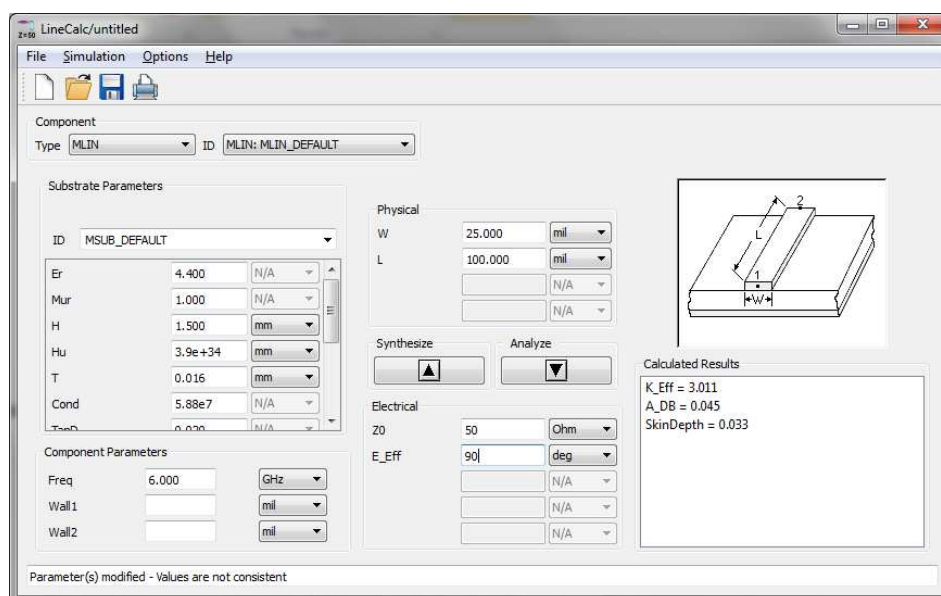 Z=50 LineCalc/untitled
File Simulation Options Help
Component
Type MLIN ID MLIN: MLIN_DEFAULT
Substrate Parameters
ID MSUB_DEFAULT
Er 4.400 N/A
Mur 1.000 N/A
H 1.500 mm
Hu 3.9e+34 mm
T 0.016 mm
Cond 5.88e7 N/A
TanD 0.020 N/A
Component Parameters
Freq 6.000 GHz
Wall1 mil
Wall2 mil
Physical
W 25.000 mil
L 100.000 mil
N/A
N/A
Synthesize Analyze
Electrical
Z0 50 Ohm
E_Eff 90 deg
N/A
N/A
N/A
2
L
1
W
Calculated Results
K_Eff = 3.011
A_DB = 0.045
SkinDepth = 0.033
Parameter(s) modified - Values are not consistent